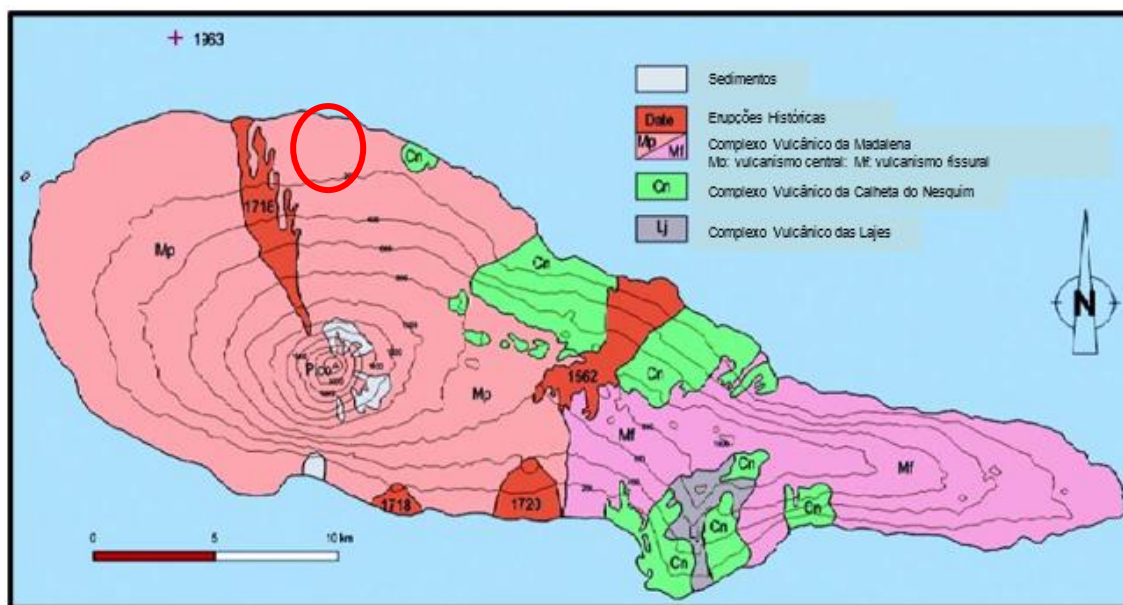 1963
Sedimentos
Date
Erupções Históricas
Mp
Mf
Complexo Vulcânico da Madalena
Mp: vulcanismo central: Mf: vulcanismo fissural
Cn
Complexo Vulcânico da Calheta do Nesquim
Lj
Complexo Vulcânico das Lajes
Cn
1718
Mp
Cn
N
Pico
1562
Cn
Mp
Mf
Mf
Cn
1718
1720
Lj
Cn
Cn
Cn
0
5
10 km